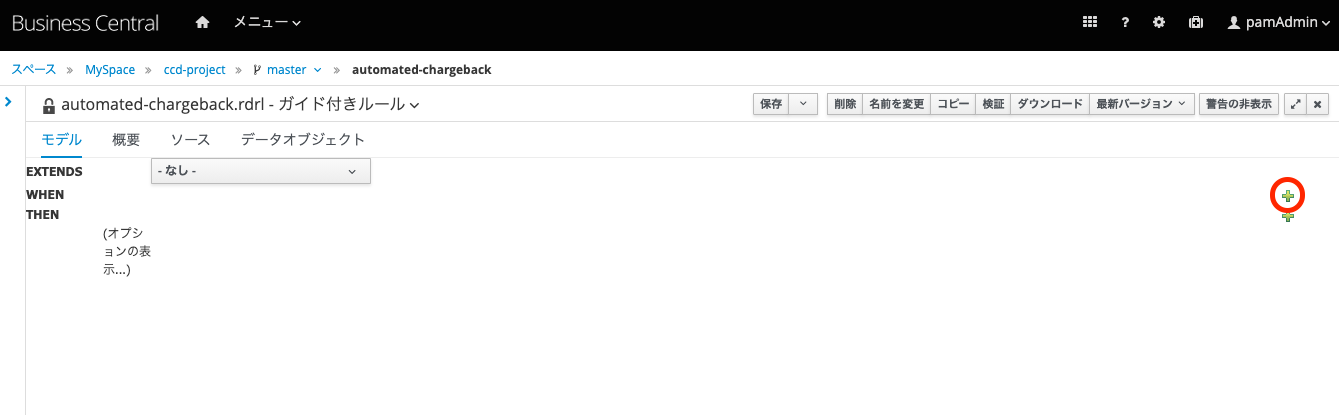 Business Central メニュー ? pamAdmin
スペース » MySpace » ccd-project » master » automated-chargeback
automated-chargeback.rdrl - ガイド付きルール 保存 削除 名前を変更 コピー 検証 ダウンロード 最新バージョン 警告の非表示
モデル 概要 ソース データオブジェクト
EXTENDS - なし -
WHEN
THEN
(オプシ
ョンの表
示...)